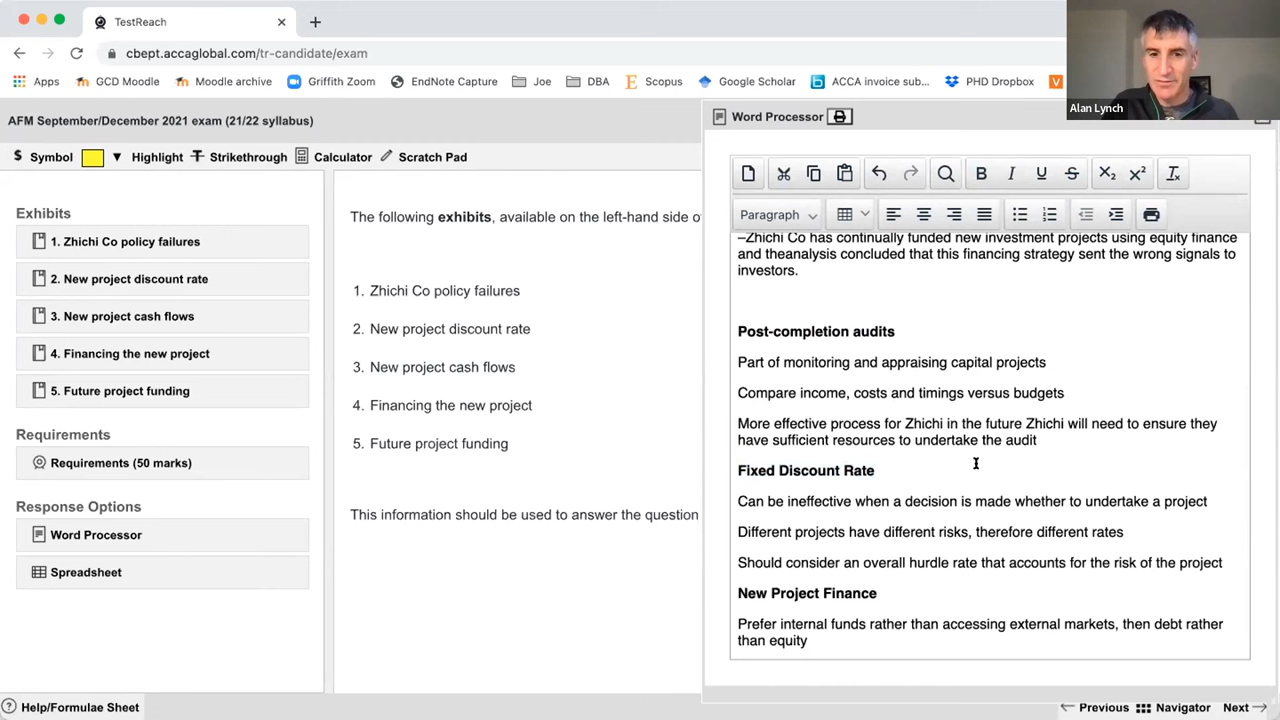 TestReach
cbept.accaglobal.com/tr-candidate/exam
Apps GCD Moodle Moodle archive Griffith Zoom EndNote Capture Joe DBA Scopus Google Scholar ACCA invoice sub... PHD Dropbox
Alan Lynch
AFM September/December 2021 exam (21/22 syllabus)
Symbol Highlight Strikethrough Calculator Scratch Pad
Exhibits
1. Zhichi Co policy failures
2. New project discount rate
3. New project cash flows
4. Financing the new project
5. Future project funding
Requirements
Requirements (50 marks)
Response Options
Word Processor
Spreadsheet
The following exhibits, available on the left-hand side o
1. Zhichi Co policy failures
2. New project discount rate
3. New project cash flows
4. Financing the new project
5. Future project funding
This information should be used to answer the question
Word Processor
Paragraph
–Zhichi Co has continually funded new investment projects using equity finance
and theanalysis concluded that this financing strategy sent the wrong signals to
investors.
Post-completion audits
Part of monitoring and appraising capital projects
Compare income, costs and timings versus budgets
More effective process for Zhichi in the future Zhichi will need to ensure they
have sufficient resources to undertake the audit
Fixed Discount Rate
Can be ineffective when a decision is made whether to undertake a project
Different projects have different risks, therefore different rates
Should consider an overall hurdle rate that accounts for the risk of the project
New Project Finance
Prefer internal funds rather than accessing external markets, then debt rather
than equity
Help/Formulae Sheet
Previous Navigator Next